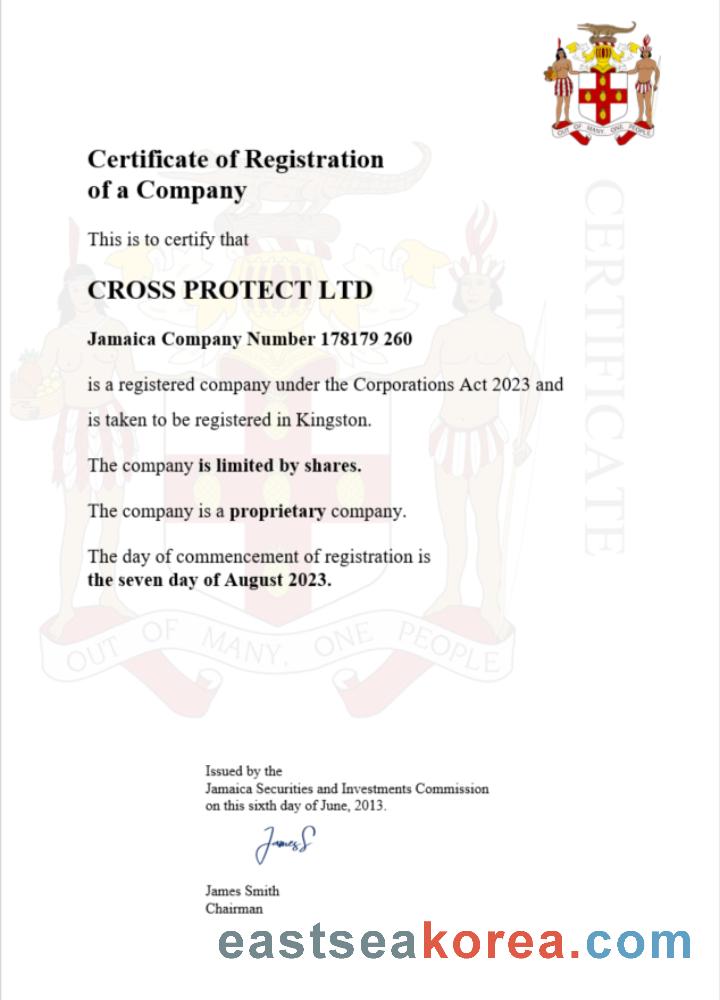 OUT OF MANY, ONE PEOPLE
Certificate of Registration
of a Company
This is to certify that
CROSS PROTECT LTD
Jamaica Company Number 178179 260
is a registered company under the Corporations Act 2023 and
is taken to be registered in Kingston.
The company is limited by shares.
The company is a proprietary company.
The day of commencement of registration is
the seven day of August 2023.
CERTIFICATE
OUT OF MANY, ONE PEOPLE
Issued by the
Jamaica Securities and Investments Commission
on this sixth day of June, 2013.
James S
James Smith
Chairman
eastseakorea.com